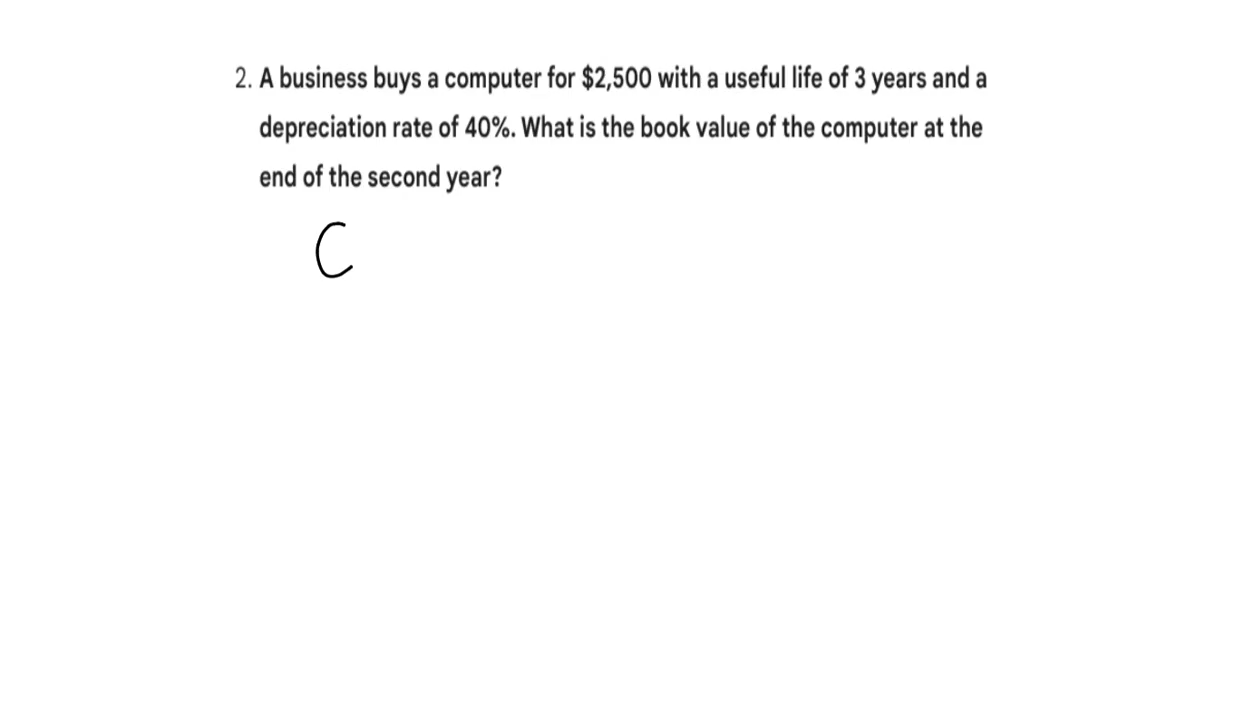 2. A business buys a computer for $2,500 with a useful life of 3 years and a
depreciation rate of 40%. What is the book value of the computer at the
end of the second year?
C